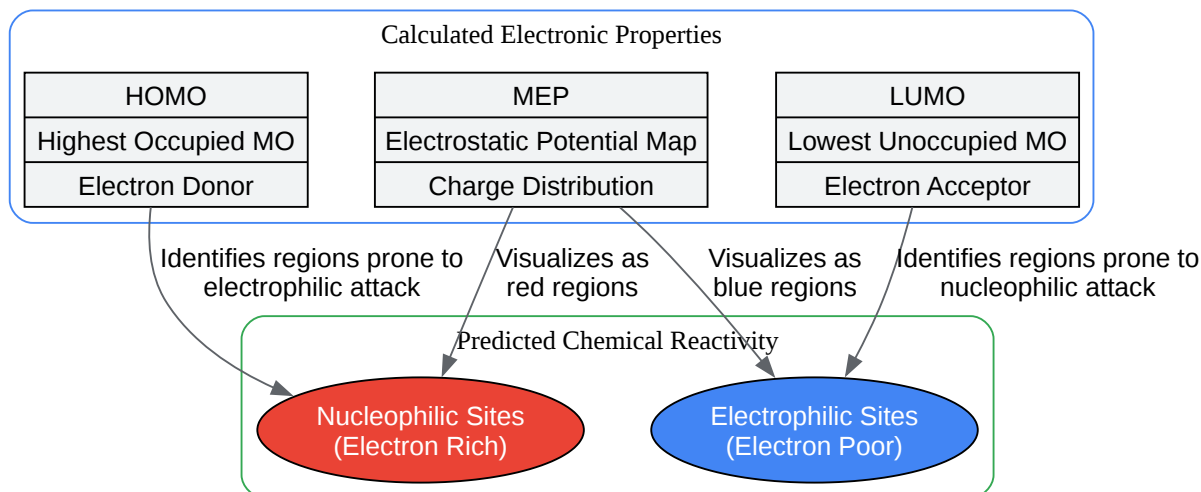 Calculated Electronic Properties
HOMO
Highest Occupied MO
Electron Donor
MEP
Electrostatic Potential Map
Charge Distribution
LUMO
Lowest Unoccupied MO
Electron Acceptor
Identifies regions prone to
electrophilic attack
Visualizes as
red regions
Visualizes as
blue regions
Identifies regions prone to
nucleophilic attack
Predicted Chemical Reactivity
Nucleophilic Sites
(Electron Rich)
Electrophilic Sites
(Electron Poor)